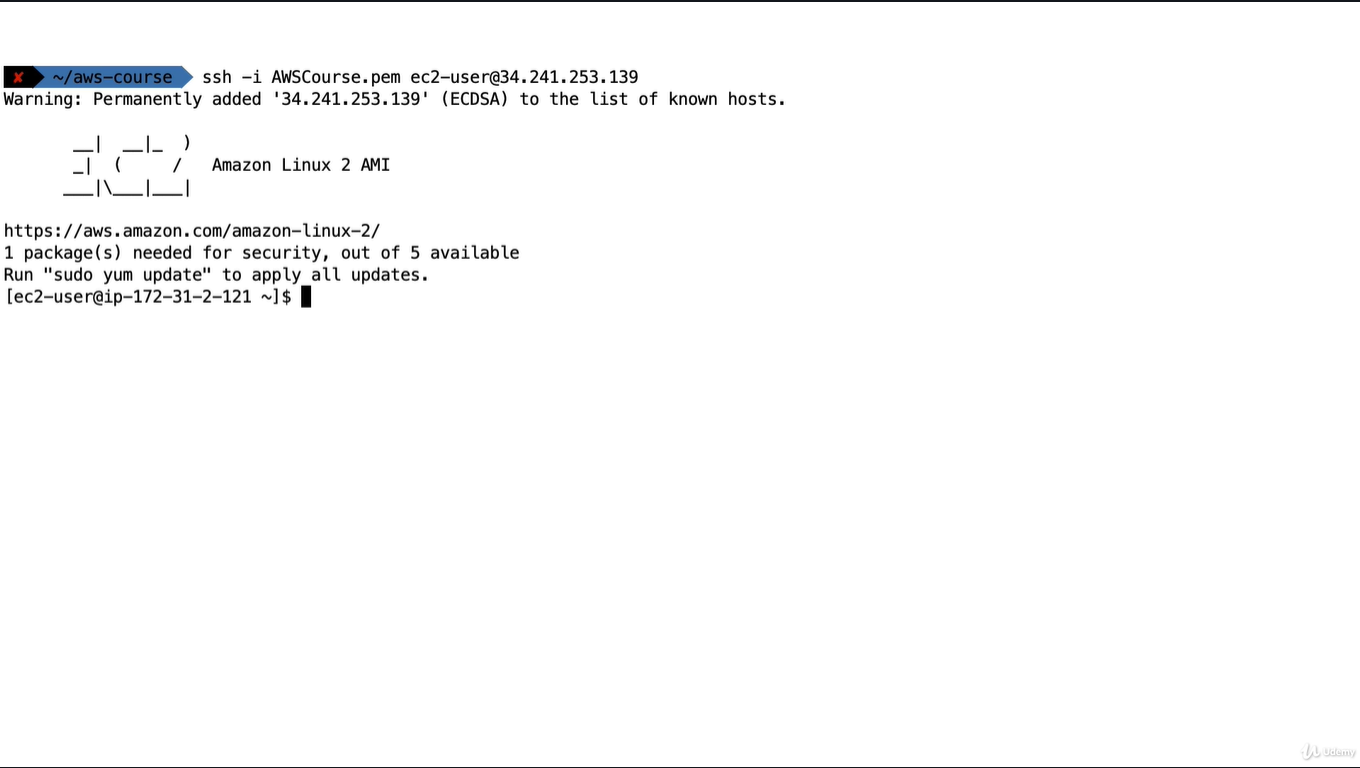 ✘ ~/aws-course ssh -i AWSCourse.pem ec2-user@34.241.253.139
Warning: Permanently added '34.241.253.139' (ECDSA) to the list of known hosts.
       __|  __|_  )
       _|  (     /   Amazon Linux 2 AMI
      ___|\___|___|
https://aws.amazon.com/amazon-linux-2/
1 package(s) needed for security, out of 5 available
Run "sudo yum update" to apply all updates.
[ec2-user@ip-172-31-2-121 ~]$
Udemy